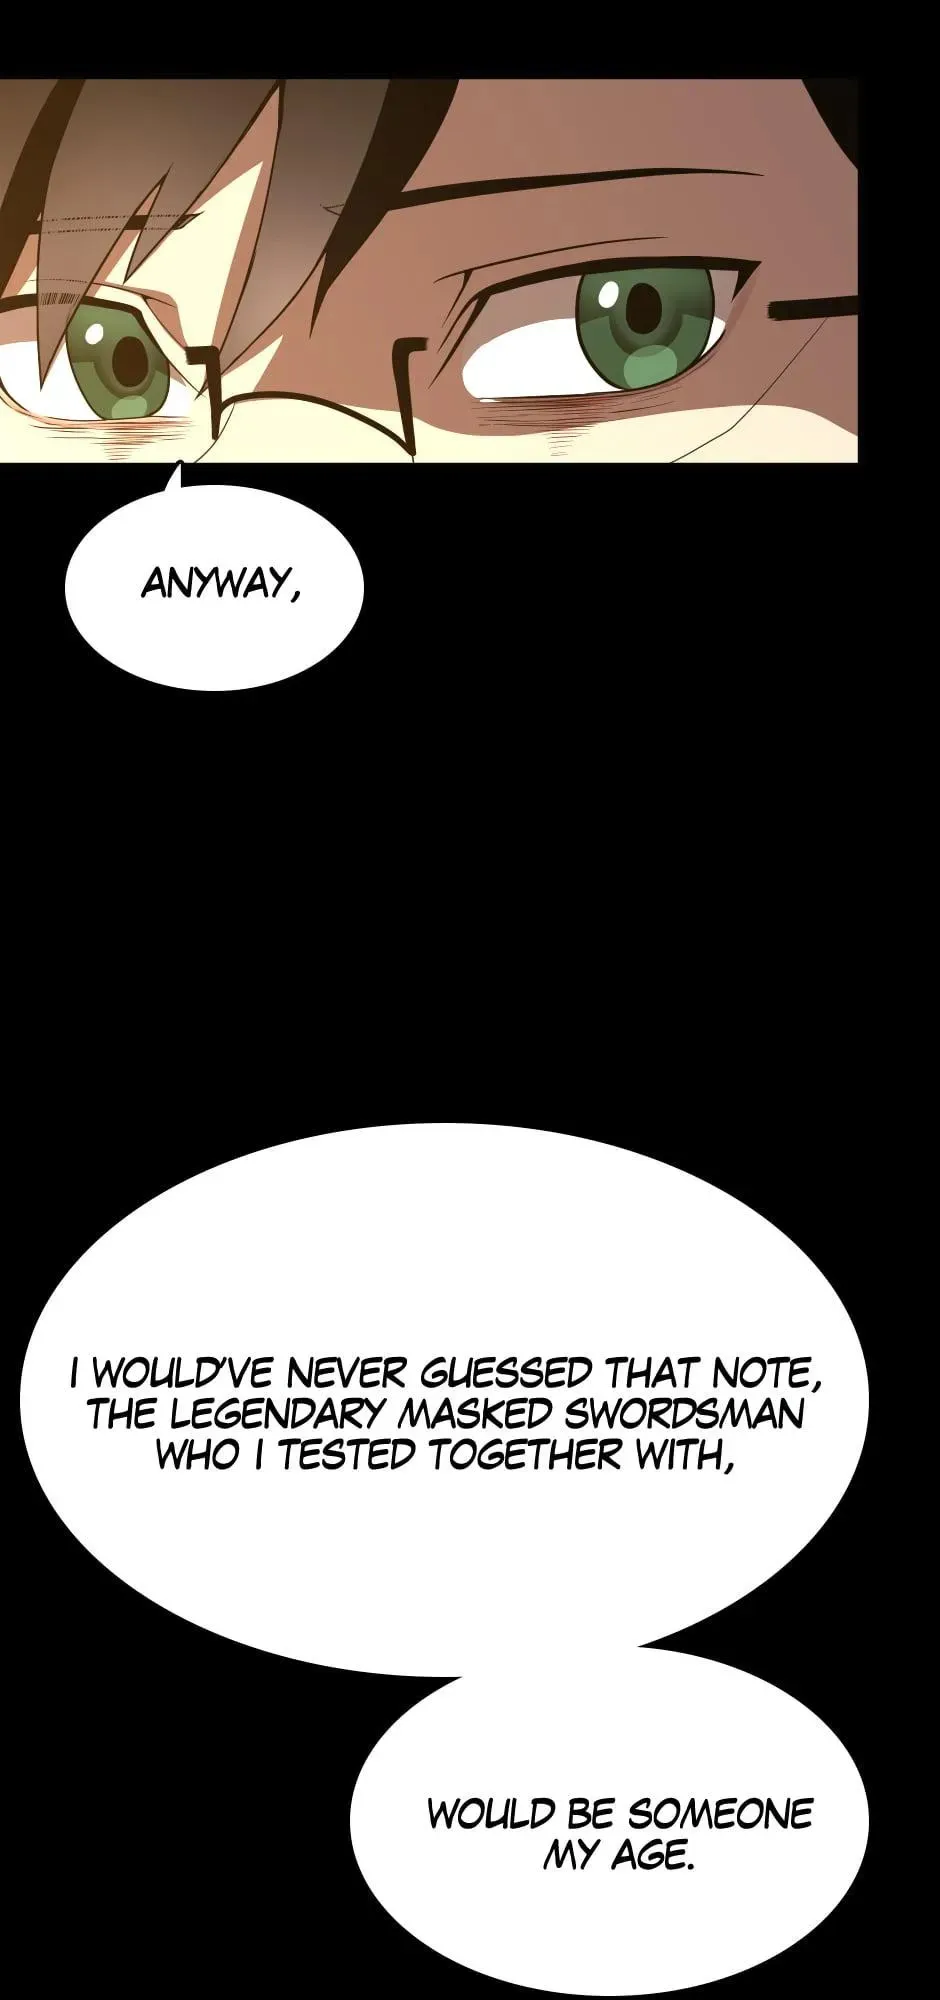 ANYWAY,
I WOULD'VE NEVER GUESSED THAT NOTE,
THE LEGENDARY MASKED SWORDSMAN
WHO I TESTED TOGETHER WITH,
WOULD BE SOMEONE
MY AGE.